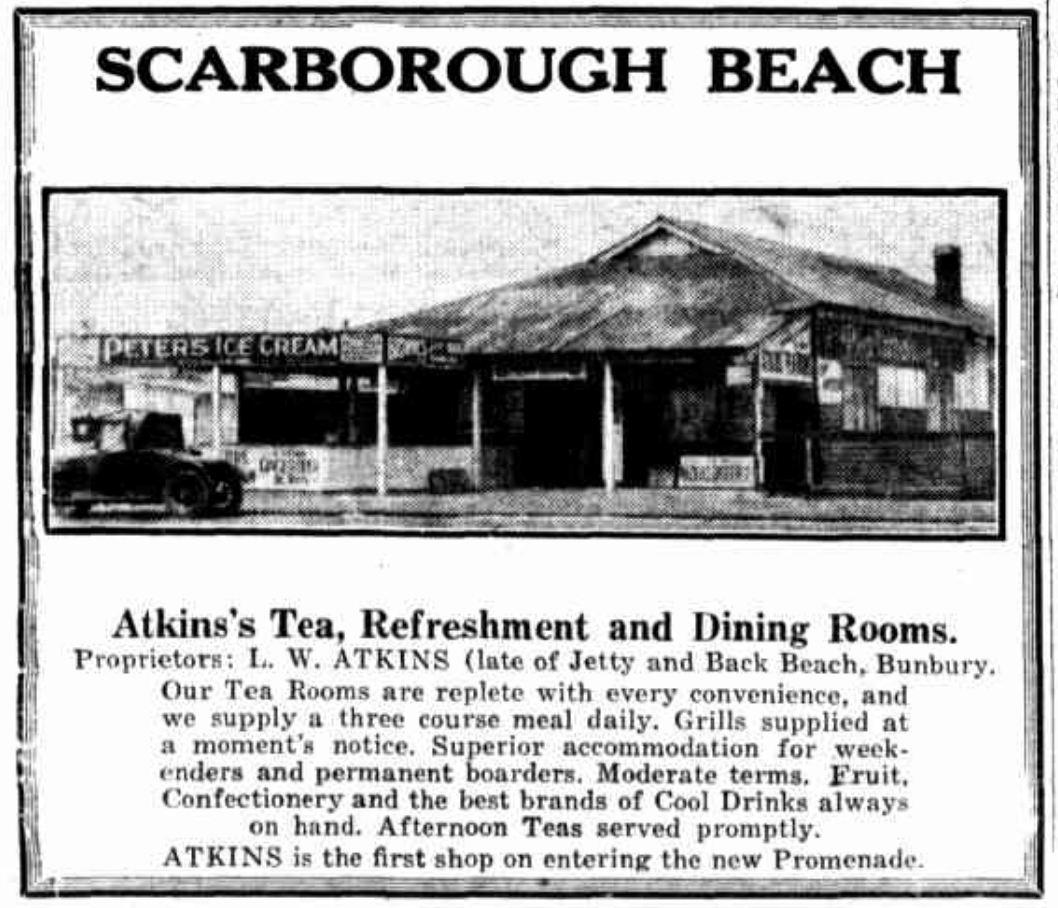 SCARBOROUGH BEACH
PETERS ICE CREAM
Atkins's Tea, Refreshment and Dining Rooms.
Proprietors: L. W. ATKINS (late of Jetty and Back Beach, Bunbury.
Our Tea Rooms are replete with every convenience, and
we supply a three course meal daily. Grills supplied at
a moment's notice. Superior accommodation for week-
enders and permanent boarders. Moderate terms. Fruit,
Confectionery and the best brands of Cool Drinks always
on hand. Afternoon Teas served promptly.
ATKINS is the first shop on entering the new Promenade.